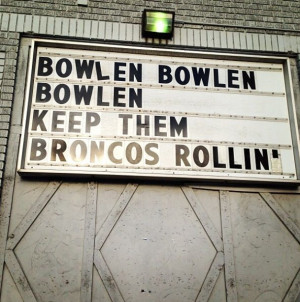 BOWLEN BOWLEN
BOWLEN
KEEP THEM
BRONCOS ROLLIN'